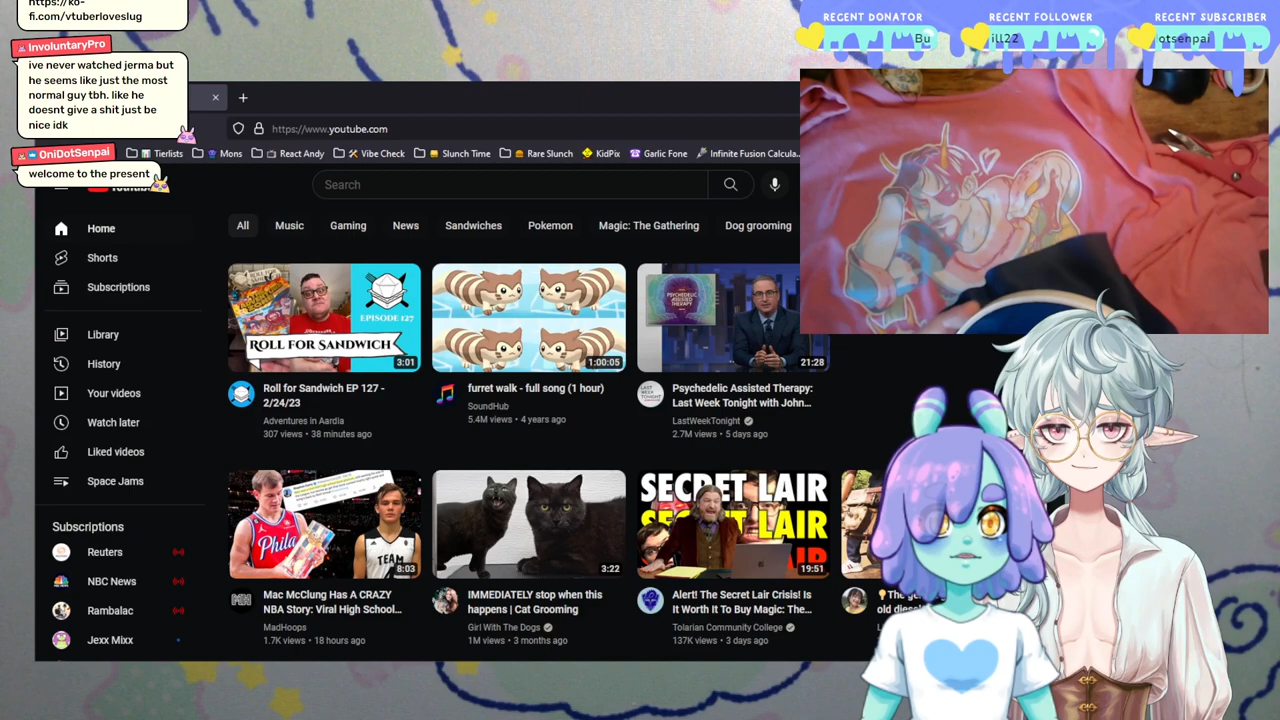 https://ko-
fi.com/vtuberloveslug
InvoluntaryPro
ive never watched jerma but
he seems like just the most
normal guy tbh. like he
doesnt give a shit just be
nice idk
OniDotSenpai
welcome to the present
RECENT DONATOR
Bu
RECENT FOLLOWER
ill22
RECENT SUBSCRIBER
otsenpai
https://www.youtube.com
Tierlists
Mons
React Andy
Vibe Check
Slunch Time
Rare Slunch
KidPix
Garlic Fone
Infinite Fusion Calcula...
Search
Home
Shorts
Subscriptions
Library
History
Your videos
Watch later
Liked videos
Space Jams
Subscriptions
Reuters
NBC News
Rambalac
Jexx Mixx
All
Music
Gaming
News
Sandwiches
Pokemon
Magic: The Gathering
Dog grooming
EPISODE 127
ROLL FOR SANDWICH
3:01
Roll for Sandwich EP 127 -
2/24/23
Adventures in Aardia
307 views • 38 minutes ago
1:00:05
furret walk - full song (1 hour)
SoundHub
5.4M views • 4 years ago
PSYCHEDELIC
ASSISTED
THERAPY
21:28
Psychedelic Assisted Therapy:
Last Week Tonight with John...
LastWeekTonight
2.7M views • 5 days ago
Phila
TEAM
8:03
Mac McClung Has A CRAZY
NBA Story: Viral High School...
MadHoops
1.7K views • 18 hours ago
3:22
IMMEDIATELY stop when this
happens | Cat Grooming
Girl With The Dogs
1M views • 3 months ago
SECRET LAIR
19:51
Alert! The Secret Lair Crisis! Is
It Worth It To Buy Magic: The...
Tolarian Community College
137K views • 3 days ago